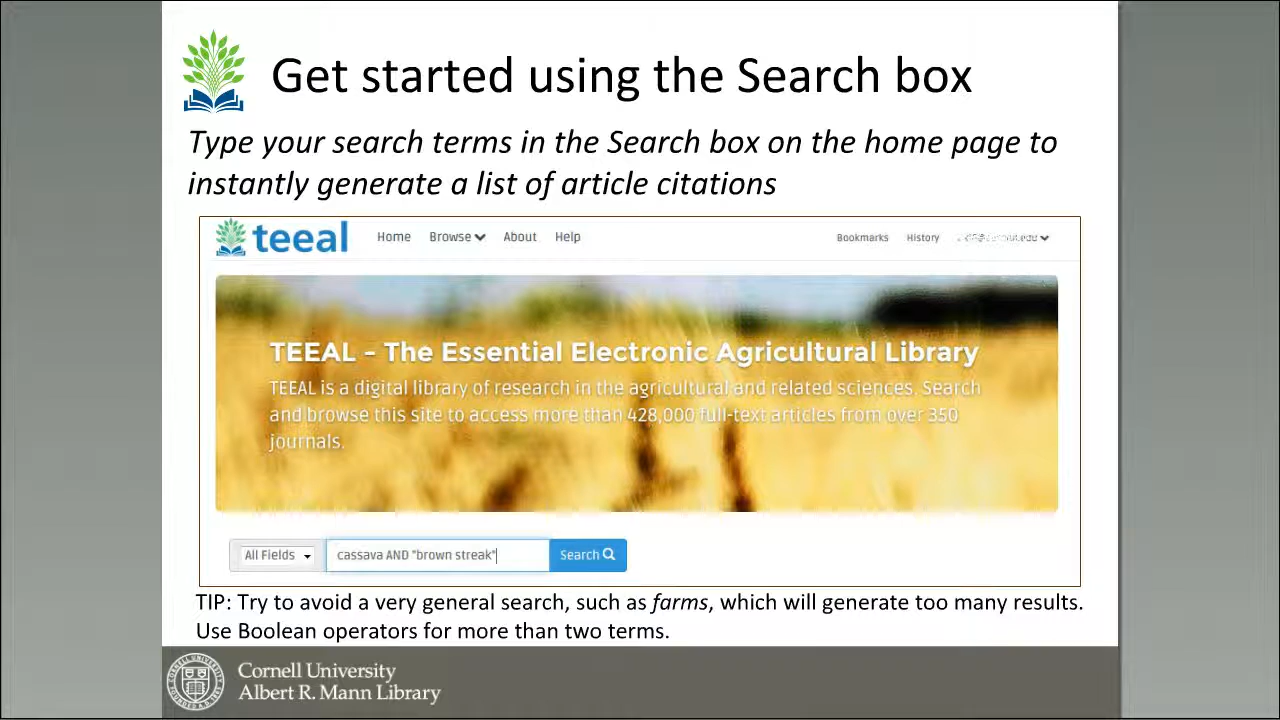 Get started using the Search box
Type your search terms in the Search box on the home page to
instantly generate a list of article citations
teeal Home Browse About Help Bookmarks History
TEEAL - The Essential Electronic Agricultural Library
TEEAL is a digital library of research in the agricultural and related sciences. Search
and browse this site to access more than 428,000 full-text articles from over 350
journals.
All Fields cassava AND "brown streak" Search
TIP: Try to avoid a very general search, such as farms, which will generate too many results.
Use Boolean operators for more than two terms.
Cornell University
Albert R. Mann Library